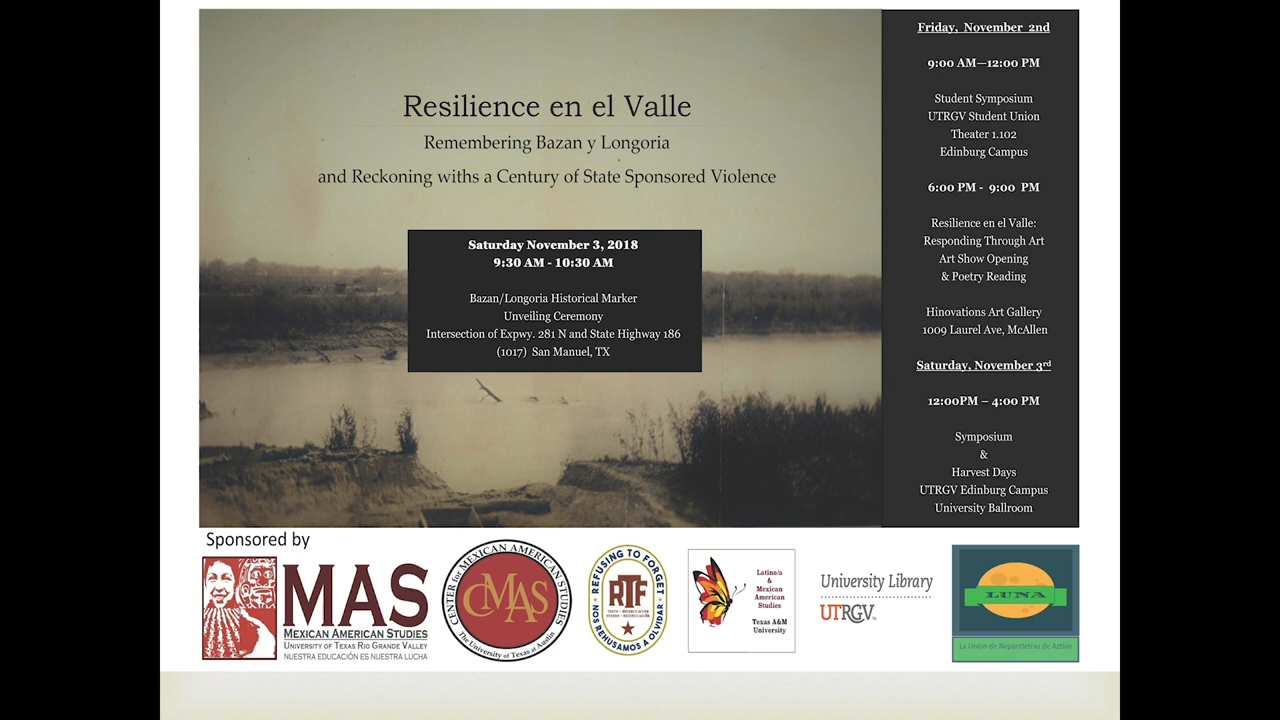 Resilience en el Valle
Remembering Bazan y Longoria
and Reckoning withs a Century of State Sponsored Violence
Saturday November 3, 2018
9:30 AM - 10:30 AM
Bazan/Longoria Historical Marker
Unveiling Ceremony
Intersection of Expwy. 281 N and State Highway 186
(1017) San Manuel, TX
Friday, November 2nd
9:00 AM—12:00 PM
Student Symposium
UTRGV Student Union
Theater 1.102
Edinburg Campus
6:00 PM - 9:00 PM
Resilience en el Valle:
Responding Through Art
Art Show Opening
& Poetry Reading
Hinovations Art Gallery
1009 Laurel Ave, McAllen
Saturday, November 3rd
12:00PM – 4:00 PM
Symposium
&
Harvest Days
UTRGV Edinburg Campus
University Ballroom
Sponsored by
MAS
MEXICAN AMERICAN STUDIES
UNIVERSITY OF TEXAS RIO GRANDE VALLEY
NUESTRA EDUCACIÓN ES NUESTRA LUCHA
CENTER for MEXICAN AMERICAN STUDIES
CMAS
The University of Texas at Austin
REFUSING TO FORGET
RTF
TRUTH • RECONCILIATION
VERDAD • RECONCILIACIÓN
NOS REHUSAMOS A OLVIDAR
Latino/a
&
Mexican
American
Studies
Texas A&M
University
University Library
UTRGV
LUNA
La Unión de Nepantletras de Aztlan